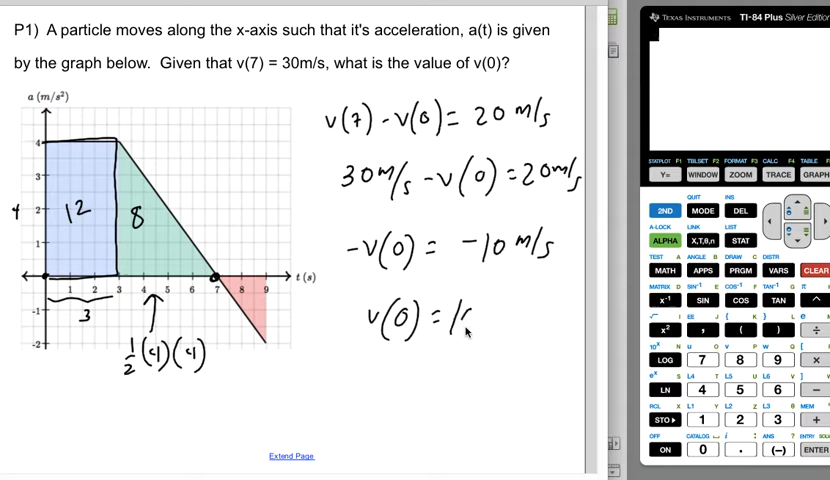 P1) A particle moves along the x-axis such that it's acceleration, a(t) is given
by the graph below. Given that v(7) = 30m/s, what is the value of v(0)?
a (m/s²)
4
3
2
1
-1
-2
1 2 3 4 5 6 7 8 9
t (s)
4
12
8
3
1/2 (4)(4)
v(7) - v(0) = 20 m/s
30m/s - v(0) = 20m/s
-v(0) = -10 m/s
v(0) = 1
Extend Page
TEXAS INSTRUMENTS TI-84 Plus Silver Edition
STATPLOT F1 TBLSET F2 FORMAT F3 CALC F4 TABLE F
Y= WINDOW ZOOM TRACE GRAPH
QUIT INS
2ND MODE DEL
A-LOCK LINK LIST
ALPHA X,T,θ,n STAT
TEST A ANGLE B DRAW C DISTR
MATH APPS PRGM VARS CLEAR
MATRIX D SIN⁻¹ E COS⁻¹ F TAN⁻¹ G π
x⁻¹ SIN COS TAN ^
√ I EE J { K } L e
x² , ( ) ÷
10ˣ N u O v P w Q [
LOG 7 8 9 ×
eˣ S L4 T L5 U L6 V ]
LN 4 5 6 −
RCL X L1 Y L2 Z L3 θ MEM "
STO▸ 1 2 3 +
OFF CATALOG i : ANS ? ENTRY
ON 0 . (−) ENTER